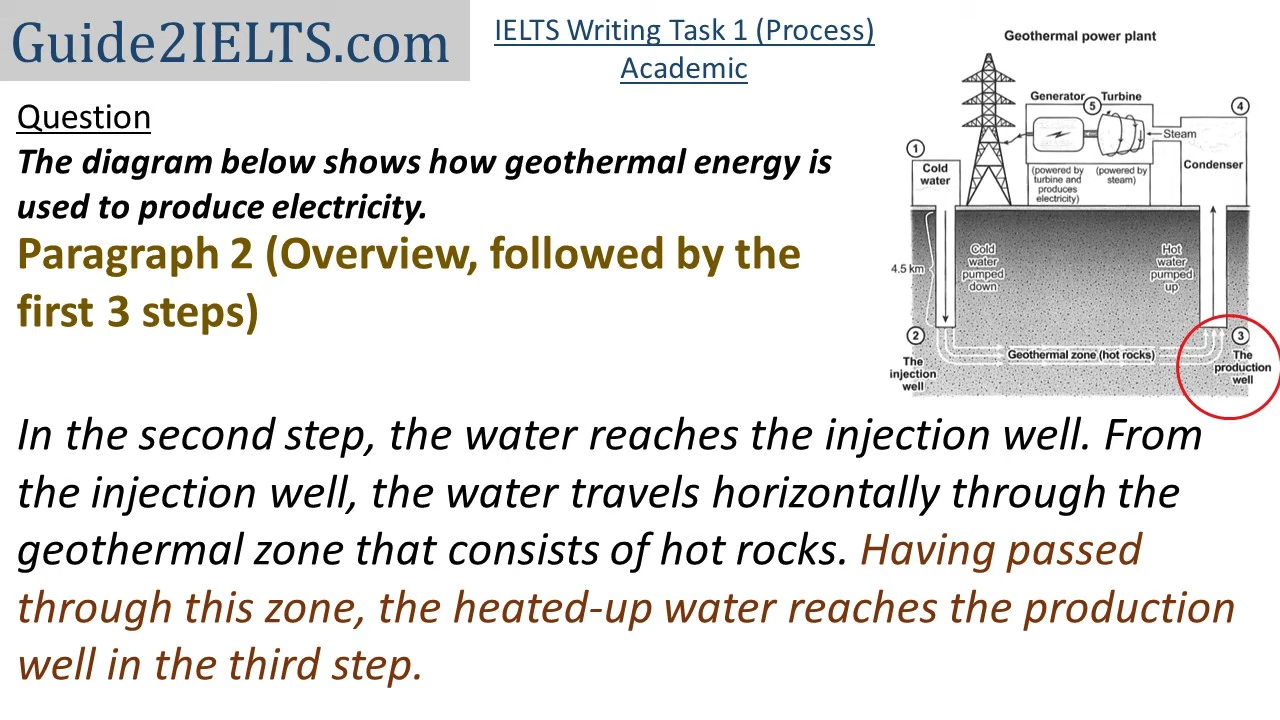 Guide2IELTS.com
IELTS Writing Task 1 (Process)
Academic
Question
The diagram below shows how geothermal energy is
used to produce electricity.
Paragraph 2 (Overview, followed by the
first 3 steps)
Geothermal power plant
Generator
5
Turbine
4
Steam
1
Cold
water
(powered by
turbine and
produces
electricity)
(powered by
steam)
Condenser
4.5 km
Cold
water
pumped
down
Hot
water
pumped
up
2
The
injection
well
Geothermal zone (hot rocks)
3
The
production
well
In the second step, the water reaches the injection well. From
the injection well, the water travels horizontally through the
geothermal zone that consists of hot rocks. Having passed
through this zone, the heated-up water reaches the production
well in the third step.